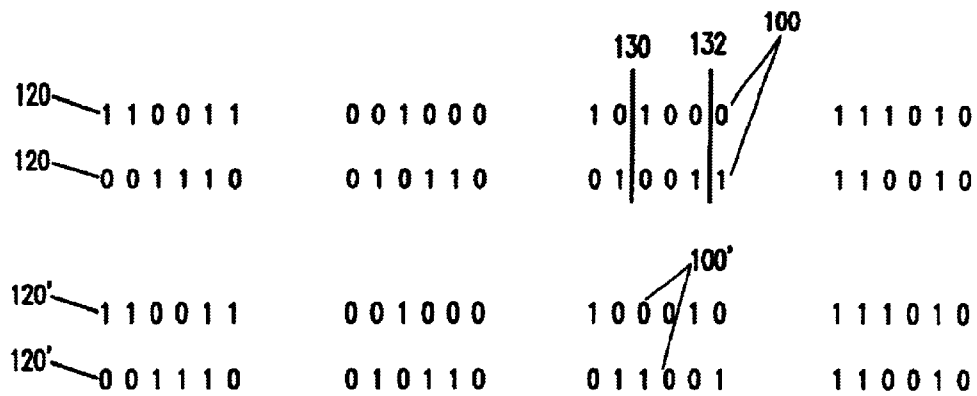 100
130 132
120 1 1 0 0 1 1 0 0 1 0 0 0 1 0 1 0 0 0 1 1 1 0 1 0
120 0 0 1 1 1 0 0 1 0 1 1 0 0 1 0 0 1 1 1 1 0 0 1 0
100'
120' 1 1 0 0 1 1 0 0 1 0 0 0 1 0 0 0 1 0 1 1 1 0 1 0
120' 0 0 1 1 1 0 0 1 0 1 1 0 0 1 1 0 0 1 1 1 0 0 1 0